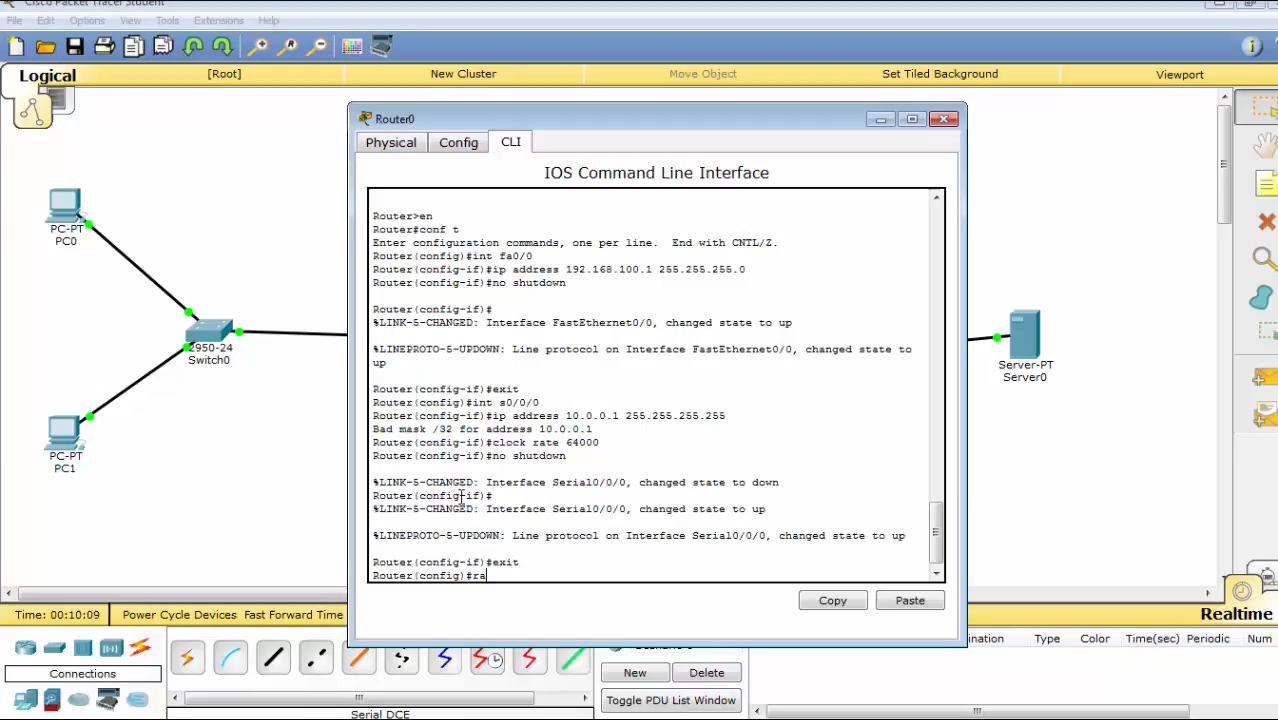 Cisco Packet Tracer Student
File Edit Options View Tools Extensions Help
Logical [Root] New Cluster Move Object Set Tiled Background Viewport
Router0
Physical Config CLI
IOS Command Line Interface
Router>en
Router#conf t
Enter configuration commands, one per line. End with CNTL/Z.
Router(config)#int fa0/0
Router(config-if)#ip address 192.168.100.1 255.255.255.0
Router(config-if)#no shutdown
Router(config-if)#
%LINK-5-CHANGED: Interface FastEthernet0/0, changed state to up
%LINEPROTO-5-UPDOWN: Line protocol on Interface FastEthernet0/0, changed state to
up
Router(config-if)#exit
Router(config)#int s0/0/0
Router(config-if)#ip address 10.0.0.1 255.255.255.255
Bad mask /32 for address 10.0.0.1
Router(config-if)#clock rate 64000
Router(config-if)#no shutdown
%LINK-5-CHANGED: Interface Serial0/0/0, changed state to down
Router(config-if)#
%LINK-5-CHANGED: Interface Serial0/0/0, changed state to up
%LINEPROTO-5-UPDOWN: Line protocol on Interface Serial0/0/0, changed state to up
Router(config-if)#exit
Router(config)#ra
Copy Paste
PC-PT
PC0
2950-24
Switch0
PC-PT
PC1
Server-PT
Server0
Time: 00:10:09 Power Cycle Devices Fast Forward Time Realtime
Connections
Serial DCE
New Delete
Toggle PDU List Window
Type Color Time(sec) Periodic Num